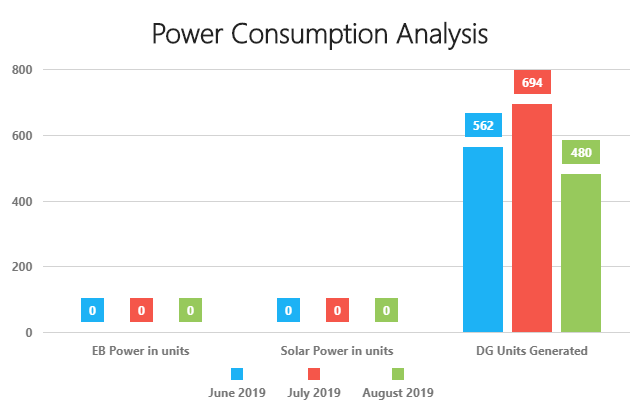 Power Consumption Analysis
800
694
562
600
480
400
200
0 0 0 0 0 0
0
EB Power in units Solar Power in units DG Units Generated
June 2019 July 2019 August 2019